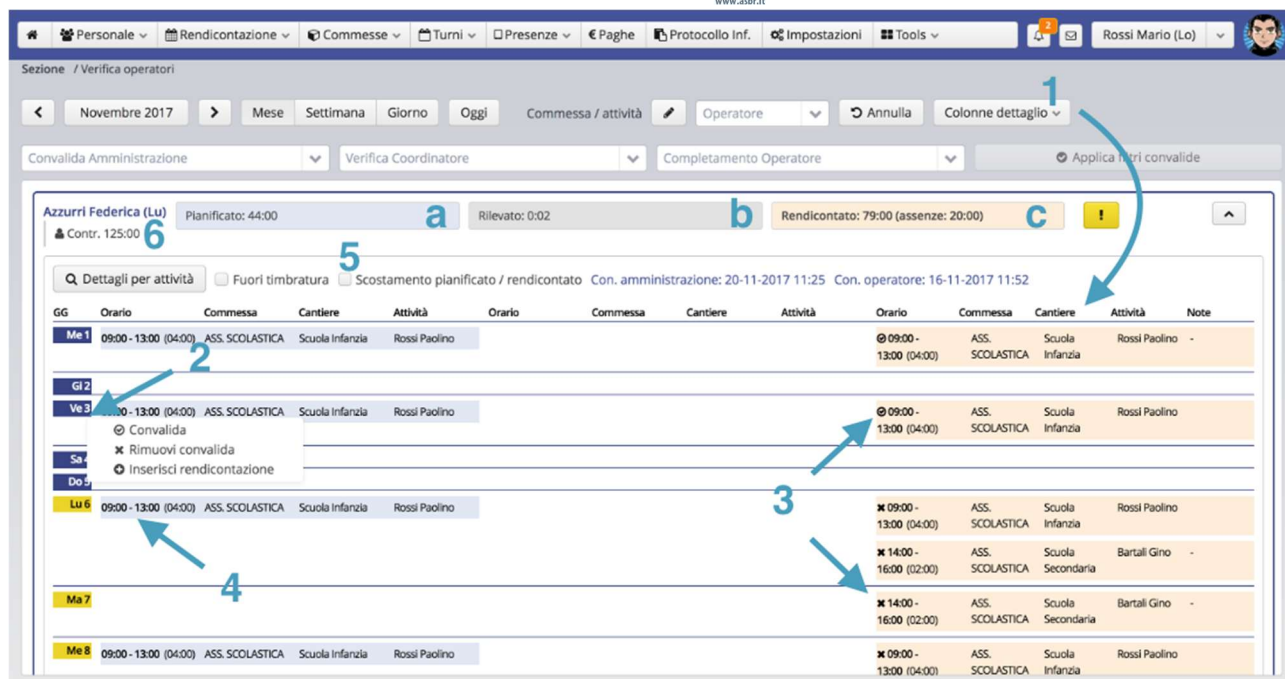 www.asbr.it
Personale Rendicontazione Commesse Turni Presenze € Paghe Protocollo Inf. Impostazioni Tools 2 Rossi Mario (Lo)
Sezione / Verifica operatori
1
Novembre 2017 Mese Settimana Giorno Oggi Commessa / attività Operatore Annulla Colonne dettaglio
Convalida Amministrazione Verifica Coordinatore Completamento Operatore Applica filtri convalide
Azzurri Federica (Lu) Pianificato: 44:00 a Rilevato: 0:02 b Rendicontato: 79:00 (assenze: 20:00) c !
Contr. 125:00 6
5
Dettagli per attività Fuori timbratura Scostamento pianificato / rendicontato Con. amministrazione: 20-11-2017 11:25 Con. operatore: 16-11-2017 11:52
GG Orario Commessa Cantiere Attività Orario Commessa Cantiere Attività Orario Commessa Cantiere Attività Note
Me 1 09:00 - 13:00 (04:00) ASS. SCOLASTICA Scuola Infanzia Rossi Paolino 09:00 - ASS. Scuola Rossi Paolino -
13:00 (04:00) SCOLASTICA Infanzia
2
Gi 2
Ve 3 09:00 - 13:00 (04:00) ASS. SCOLASTICA Scuola Infanzia Rossi Paolino 09:00 - ASS. Scuola Rossi Paolino
13:00 (04:00) SCOLASTICA Infanzia
Convalida
Rimuovi convalida
Sa 4
Inserisci rendicontazione
Do 5
3
Lu 6 09:00 - 13:00 (04:00) ASS. SCOLASTICA Scuola Infanzia Rossi Paolino 09:00 - ASS. Scuola Rossi Paolino
13:00 (04:00) SCOLASTICA Infanzia
14:00 - ASS. Scuola Bartali Gino -
16:00 (02:00) SCOLASTICA Secondaria
4
Ma 7 14:00 - ASS. Scuola Bartali Gino -
16:00 (02:00) SCOLASTICA Secondaria
Me 8 09:00 - 13:00 (04:00) ASS. SCOLASTICA Scuola Infanzia Rossi Paolino 09:00 - ASS. Scuola Rossi Paolino
13:00 (04:00) SCOLASTICA Infanzia